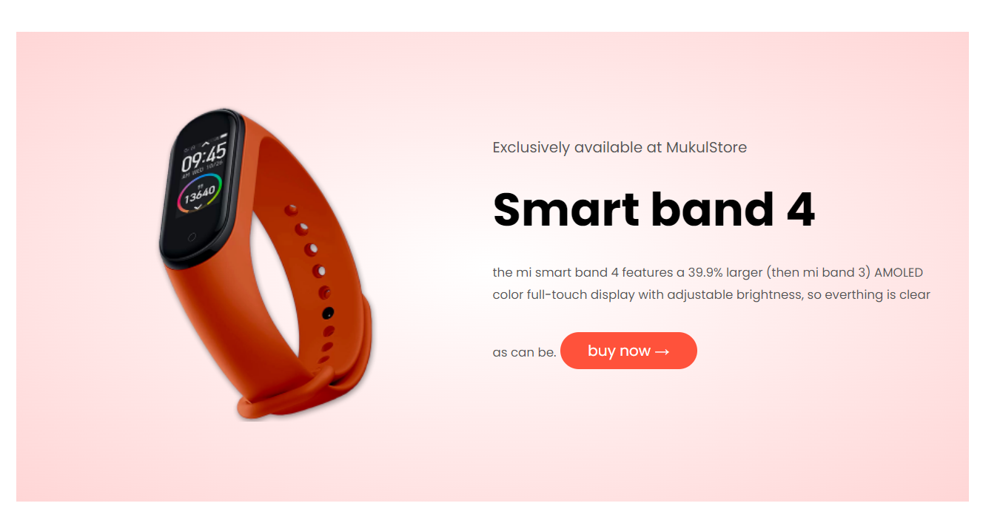 09:45
AM WED 10/26
13640
Exclusively available at MukulStore
Smart band 4
the mi smart band 4 features a 39.9% larger (then mi band 3) AMOLED
color full-touch display with adjustable brightness, so everthing is clear
as can be. buy now →